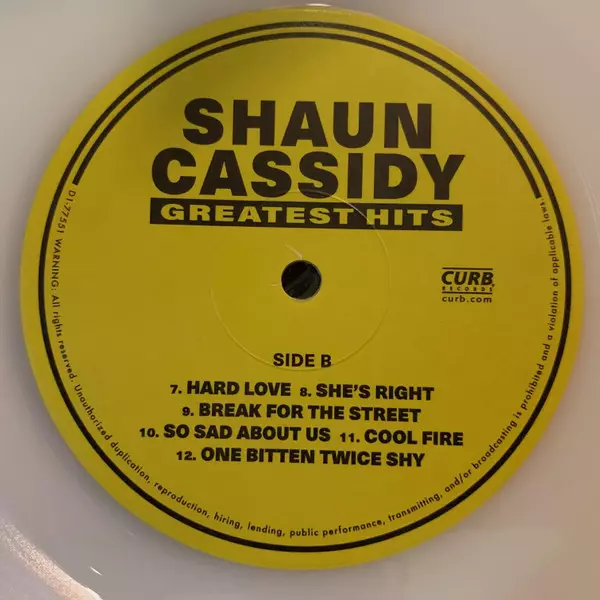 SHAUN
CASSIDY
GREATEST HITS
CURB
RECORDS
curb.com
SIDE B
7. HARD LOVE 8. SHE'S RIGHT
9. BREAK FOR THE STREET
10. SO SAD ABOUT US 11. COOL FIRE
12. ONE BITTEN TWICE SHY
D1-77551 WARNING: All rights reserved. Unauthorized duplication, reproduction, hiring, lending, public performance, transmitting, and/or broadcasting is prohibited and a violation of applicable laws.